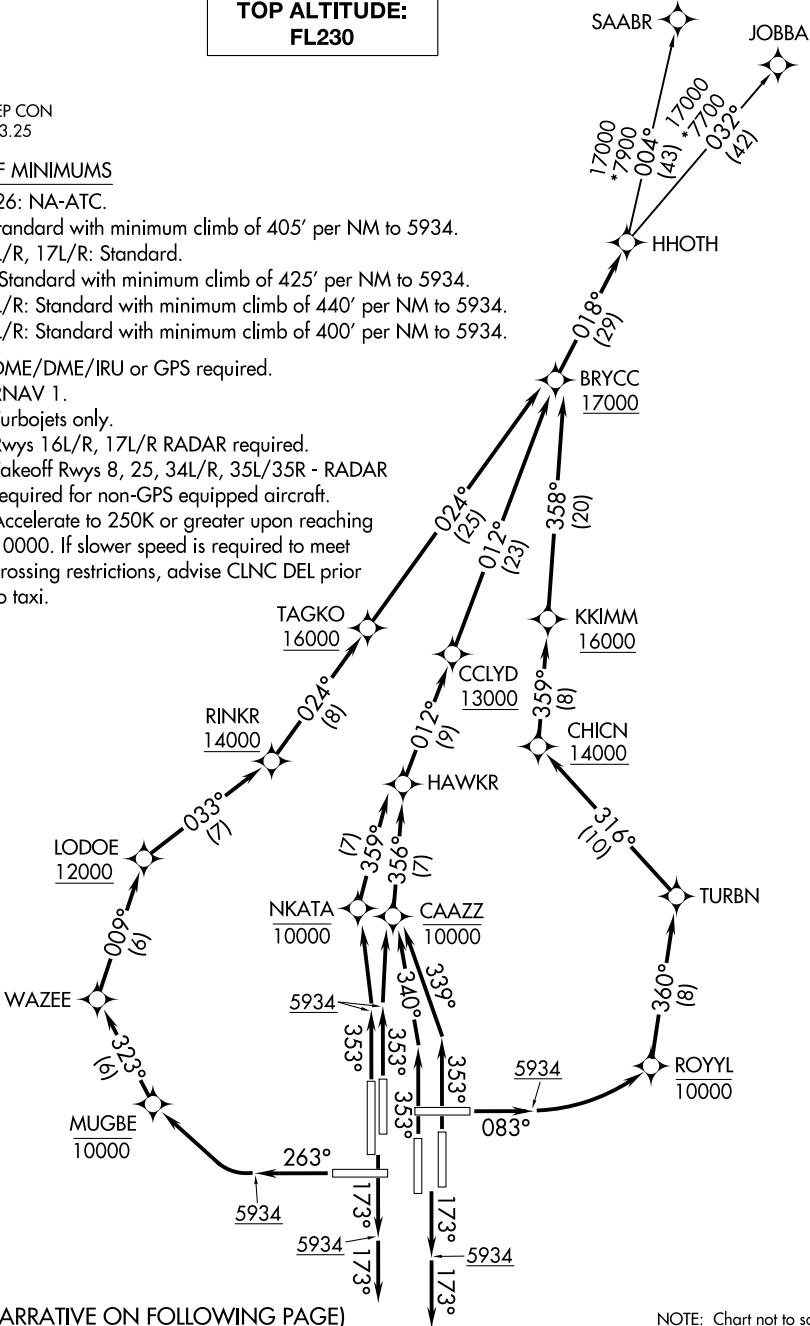 TOP ALTITUDE:
FL230
SAABR
JOBBA
EP CON
3.25
F MINIMUMS
26: NA-ATC.
tandard with minimum climb of 405' per NM to 5934.
L/R, 17L/R: Standard.
Standard with minimum climb of 425' per NM to 5934.
L/R: Standard with minimum climb of 440' per NM to 5934.
L/R: Standard with minimum climb of 400' per NM to 5934.
DME/DME/IRU or GPS required.
RNAV 1.
Turbojets only.
Rwys 16L/R, 17L/R RADAR required.
Takeoff Rwys 8, 25, 34L/R, 35L/35R - RADAR
required for non-GPS equipped aircraft.
Accelerate to 250K or greater upon reaching
10000. If slower speed is required to meet
crossing restrictions, advise CLNC DEL prior
to taxi.
17000
*7900
004°
(43)
17000
*7700
032°
(42)
HHOTH
018°
(29)
BRYCC
17000
024°
(25)
012°
(23)
358°
(20)
TAGKO
16000
KKIMM
16000
CCLYD
13000
024°
(8)
012°
(9)
359°
(8)
RINKR
14000
CHICN
14000
HAWKR
033°
(7)
(7)
359°
356°
(7)
316°
(10)
LODOE
12000
NKATA
10000
CAAZZ
10000
TURBN
009°
(6)
WAZEE
5934
340°
339°
360°
(8)
323°
(6)
353°
353°
353°
353°
5934
ROYYL
10000
MUGBE
10000
083°
263°
5934
173°
173°
5934
5934
173°
173°
ARRATIVE ON FOLLOWING PAGE)
NOTE: Chart not to sc